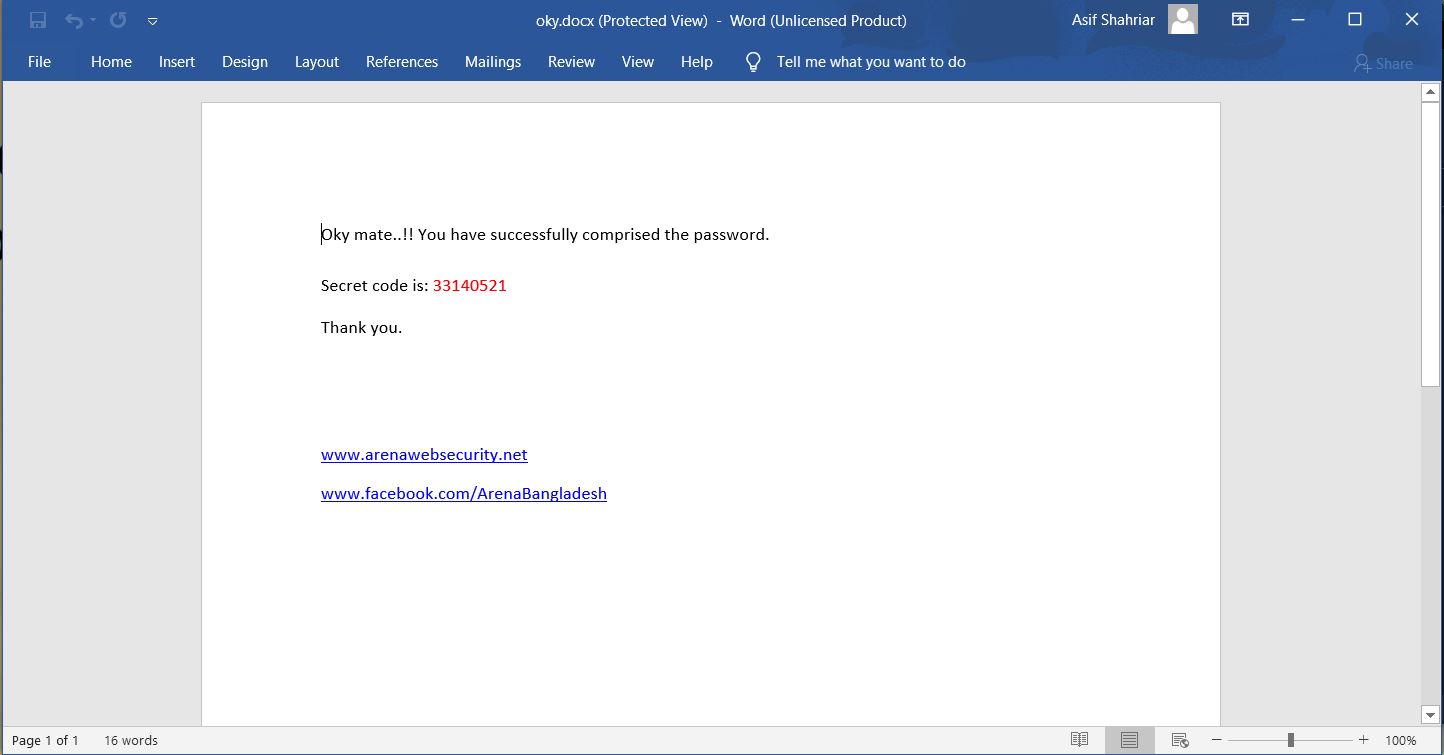 oky.docx (Protected View) - Word (Unlicensed Product)
Asif Shahriar
File Home Insert Design Layout References Mailings Review View Help Tell me what you want to do Share
Oky mate..!! You have successfully comprised the password.
Secret code is: 33140521
Thank you.
www.arenawebsecurity.net
www.facebook.com/ArenaBangladesh
Page 1 of 1 16 words 100%